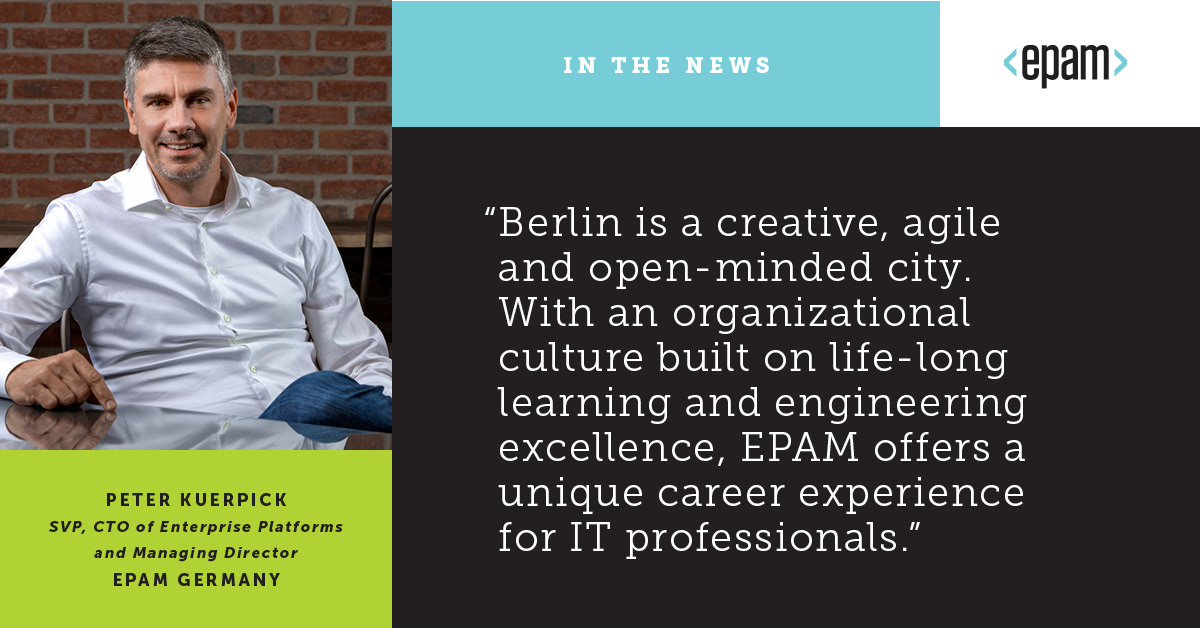 IN THE NEWS
<epam>
“Berlin is a creative, agile
and open-minded city.
With an organizational
culture built on life-long
learning and engineering
excellence, EPAM offers a
unique career experience
for IT professionals.”
PETER KUERPICK
SVP, CTO of Enterprise Platforms
and Managing Director
EPAM GERMANY